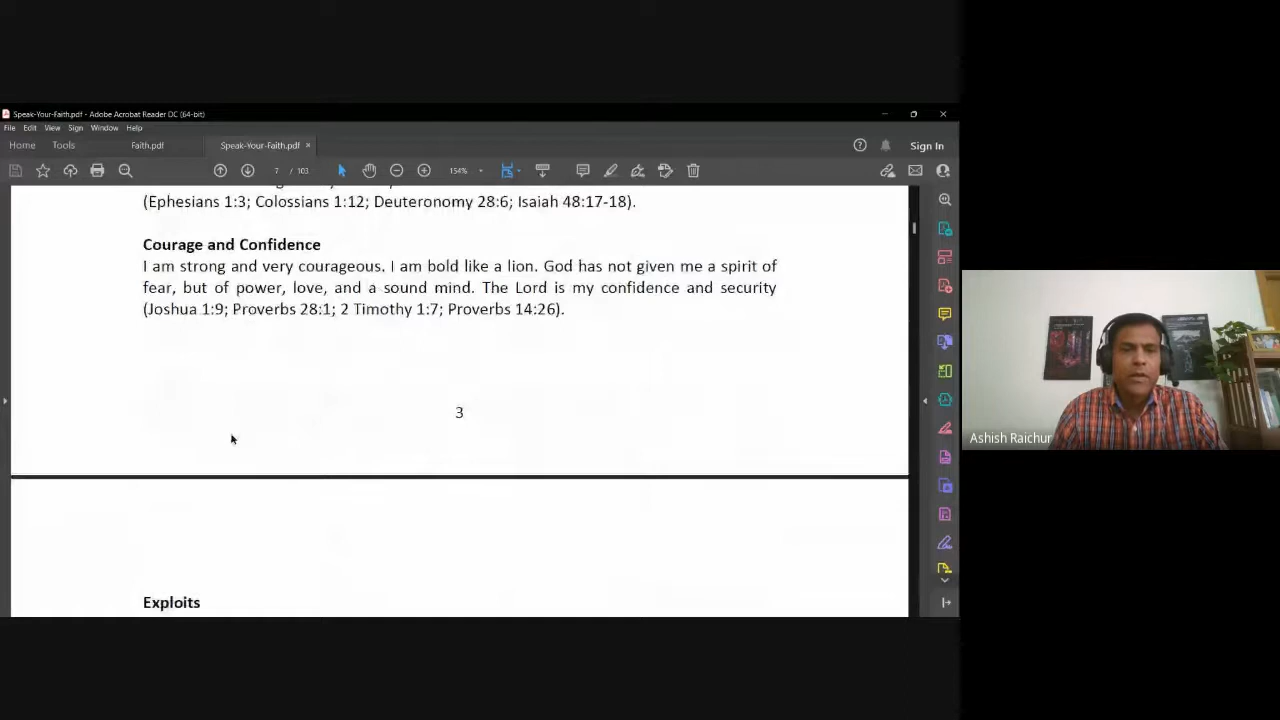 Speak-Your-Faith.pdf - Adobe Acrobat Reader DC (64-bit)
File Edit View Sign Window Help
Home Tools Faith.pdf Speak-Your-Faith.pdf × Sign In
7 / 103 154%
(Ephesians 1:3; Colossians 1:12; Deuteronomy 28:6; Isaiah 48:17-18).
Courage and Confidence
I am strong and very courageous. I am bold like a lion. God has not given me a spirit of
fear, but of power, love, and a sound mind. The Lord is my confidence and security
(Joshua 1:9; Proverbs 28:1; 2 Timothy 1:7; Proverbs 14:26).
3
Exploits
Ashish Raichur